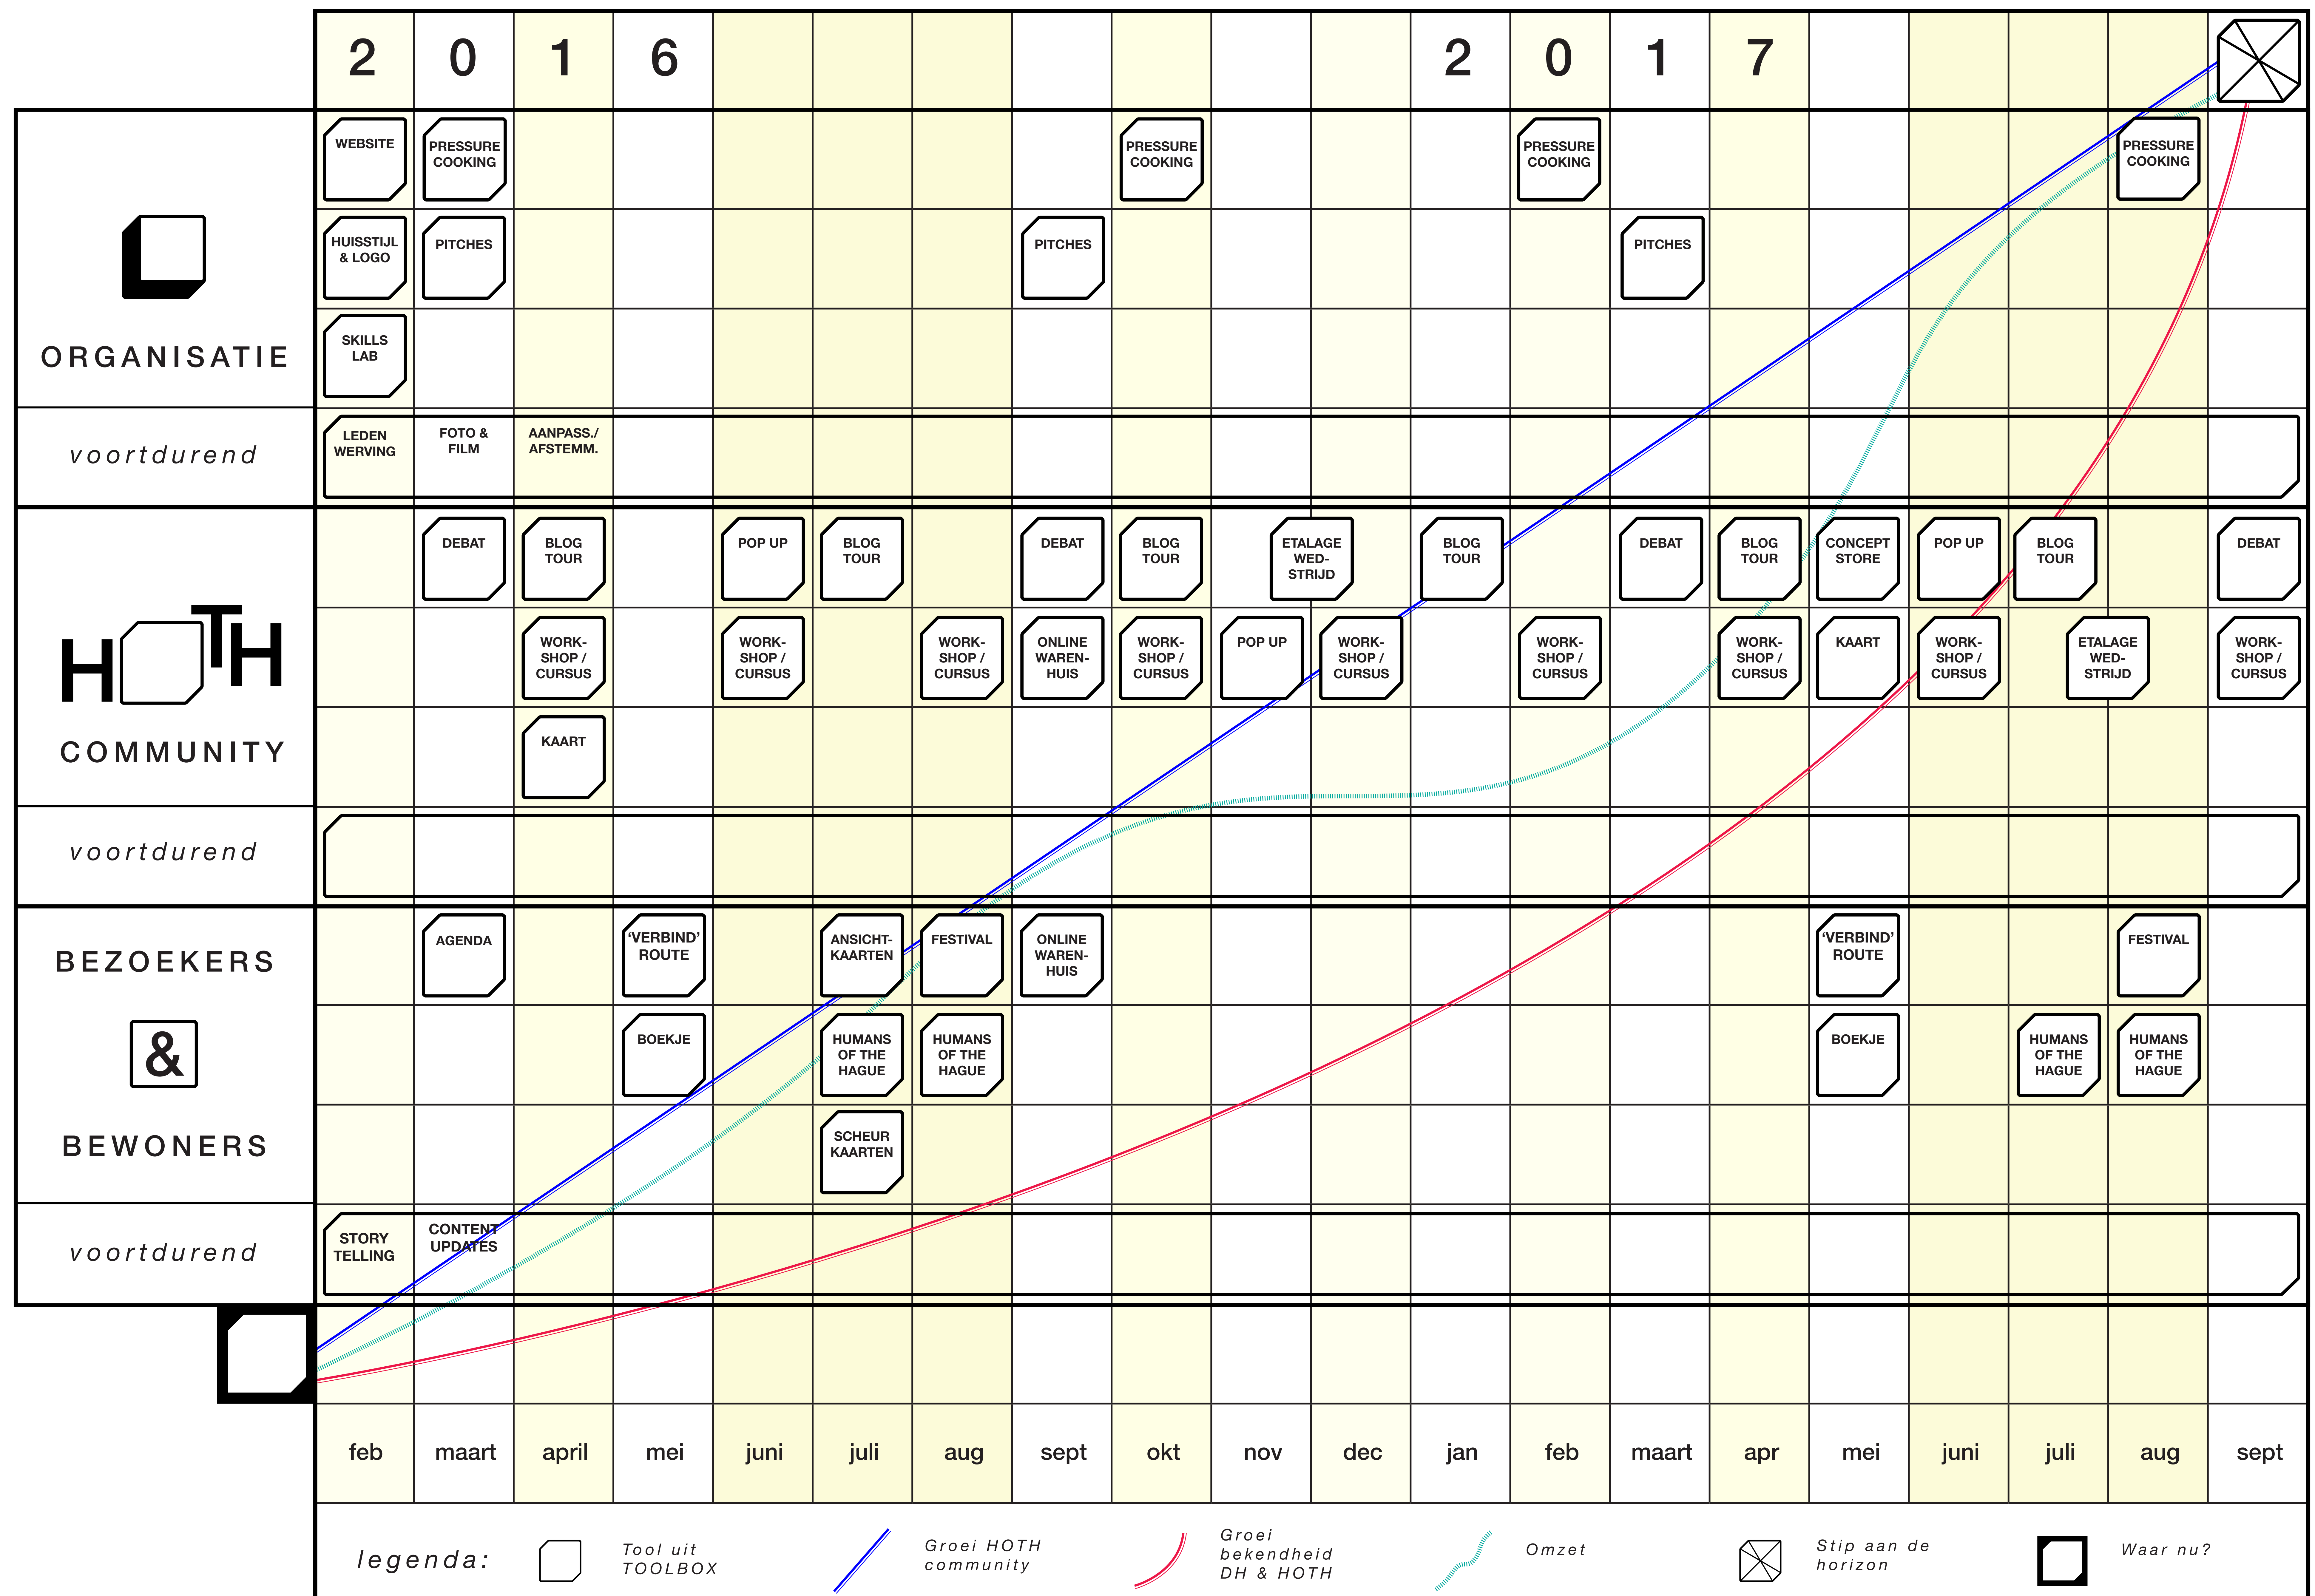 2 0 1 6 2 0 1 7
WEBSITE
PRESSURE
COOKING
PRESSURE
COOKING
PRESSURE
COOKING
PRESSURE
COOKING
HUISSTIJL
& LOGO
PITCHES
PITCHES
PITCHES
ORGANISATIE
SKILLS
LAB
voortdurend
LEDEN
WERVING
FOTO &
FILM
AANPASS./
AFSTEMM.
DEBAT
BLOG
TOUR
POP UP
BLOG
TOUR
DEBAT
BLOG
TOUR
ETALAGE
WED-
STRIJD
BLOG
TOUR
DEBAT
BLOG
TOUR
CONCEPT
STORE
POP UP
BLOG
TOUR
DEBAT
HOTH
COMMUNITY
WORK-
SHOP /
CURSUS
WORK-
SHOP /
CURSUS
WORK-
SHOP /
CURSUS
ONLINE
WAREN-
HUIS
WORK-
SHOP /
CURSUS
POP UP
WORK-
SHOP /
CURSUS
WORK-
SHOP /
CURSUS
WORK-
SHOP /
CURSUS
KAART
WORK-
SHOP /
CURSUS
ETALAGE
WED-
STRIJD
WORK-
SHOP /
CURSUS
KAART
voortdurend
BEZOEKERS
&
BEWONERS
AGENDA
‘VERBIND’
ROUTE
ANSICHT-
KAARTEN
FESTIVAL
ONLINE
WAREN-
HUIS
‘VERBIND’
ROUTE
FESTIVAL
BOEKJE
HUMANS
OF THE
HAGUE
HUMANS
OF THE
HAGUE
BOEKJE
HUMANS
OF THE
HAGUE
HUMANS
OF THE
HAGUE
SCHEUR
KAARTEN
voortdurend
STORY
TELLING
CONTENT
UPDATES
feb maart april mei juni juli aug sept okt nov dec jan feb maart apr mei juni juli aug sept
legenda:
Tool uit
TOOLBOX
Groei HOTH
community
Groei
bekendheid
DH & HOTH
Omzet
Stip aan de
horizon
Waar nu?